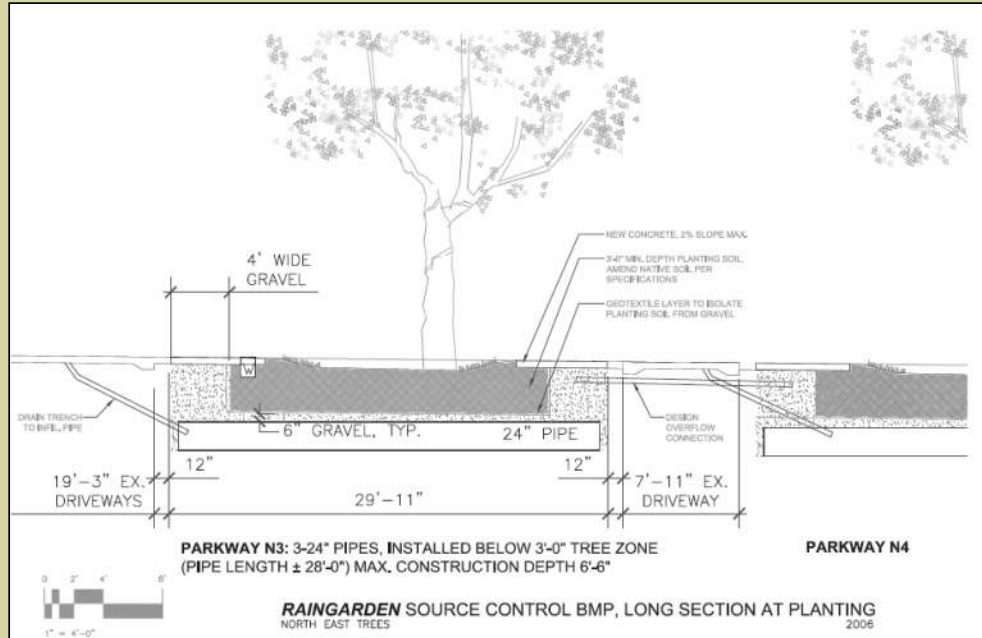 4' WIDE
GRAVEL
NEW CONCRETE, 2% SLOPE MAX.
MIN. DEPTH PLANTING SOIL,
AMEND NATIVE SOIL PER
SPECIFICATIONS
GEOTEXTILE LAYER TO ISOLATE
PLANTING SOIL FROM GRAVEL
W
DRAIN TRENCH
TO INFIL. PIPE
6" GRAVEL, TYP.
24" PIPE
DESIGN
OVERFLOW
CONNECTION
12"
12"
19'-3" EX.
DRIVEWAYS
29'-11"
7'-11" EX.
DRIVEWAY
PARKWAY N3: 3-24" PIPES, INSTALLED BELOW 3'-0" TREE ZONE
(PIPE LENGTH ± 28'-0") MAX. CONSTRUCTION DEPTH 6'-6"
PARKWAY N4
0 2' 4' 8'
1" = 4'-0"
RAINGARDEN SOURCE CONTROL BMP, LONG SECTION AT PLANTING
NORTH EAST TREES
2006